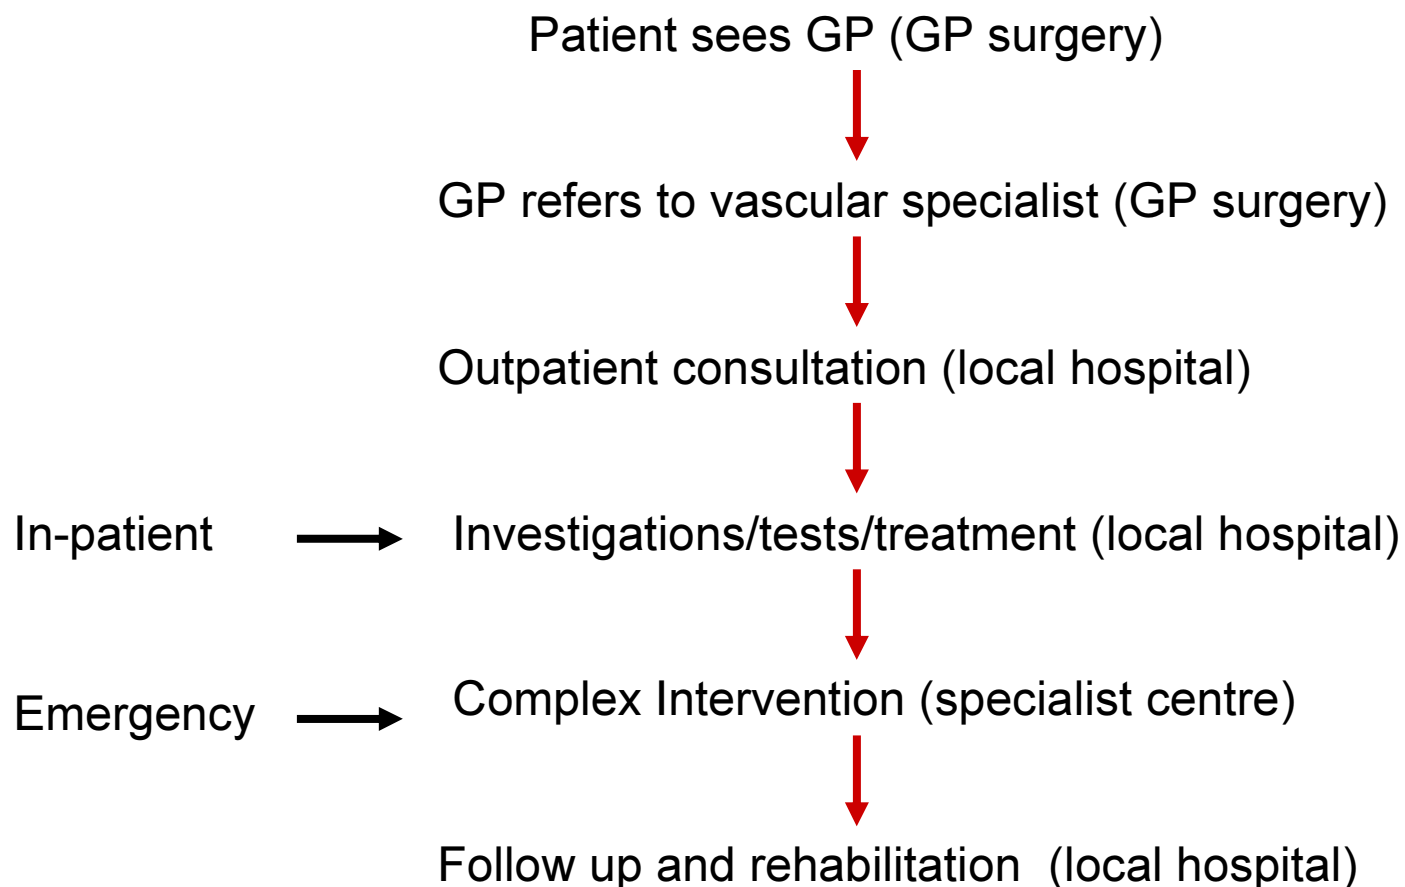 Patient sees GP (GP surgery)
GP refers to vascular specialist (GP surgery)
Outpatient consultation (local hospital)
In-patient
Investigations/tests/treatment (local hospital)
Emergency
Complex Intervention (specialist centre)
Follow up and rehabilitation  (local hospital)